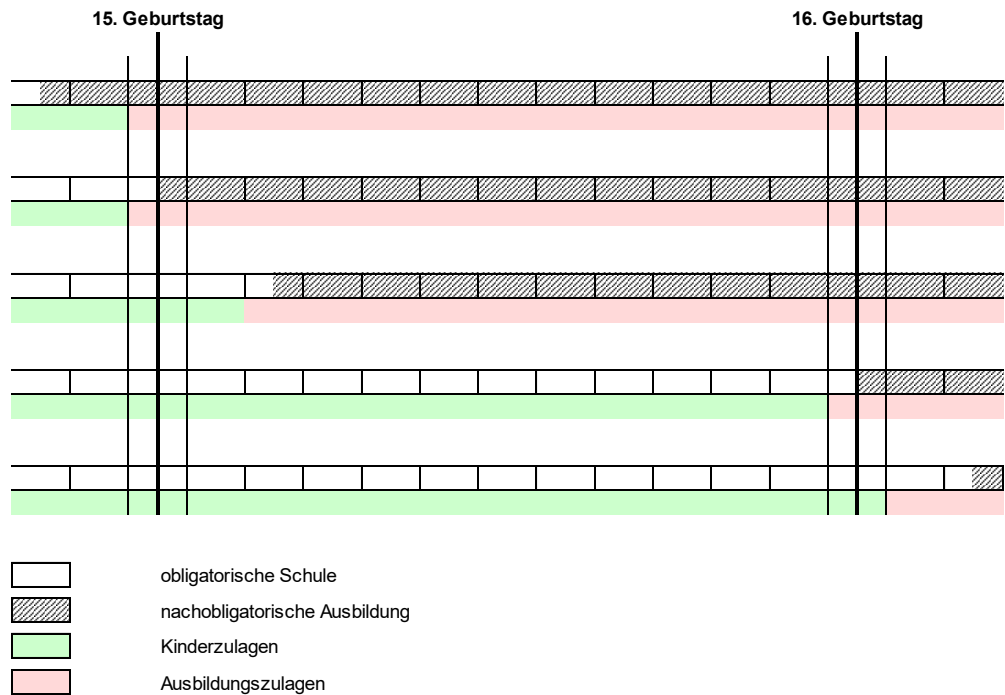 15. Geburtstag
16. Geburtstag
obligatorische Schule
nachobligatorische Ausbildung
Kinderzulagen
Ausbildungszulagen